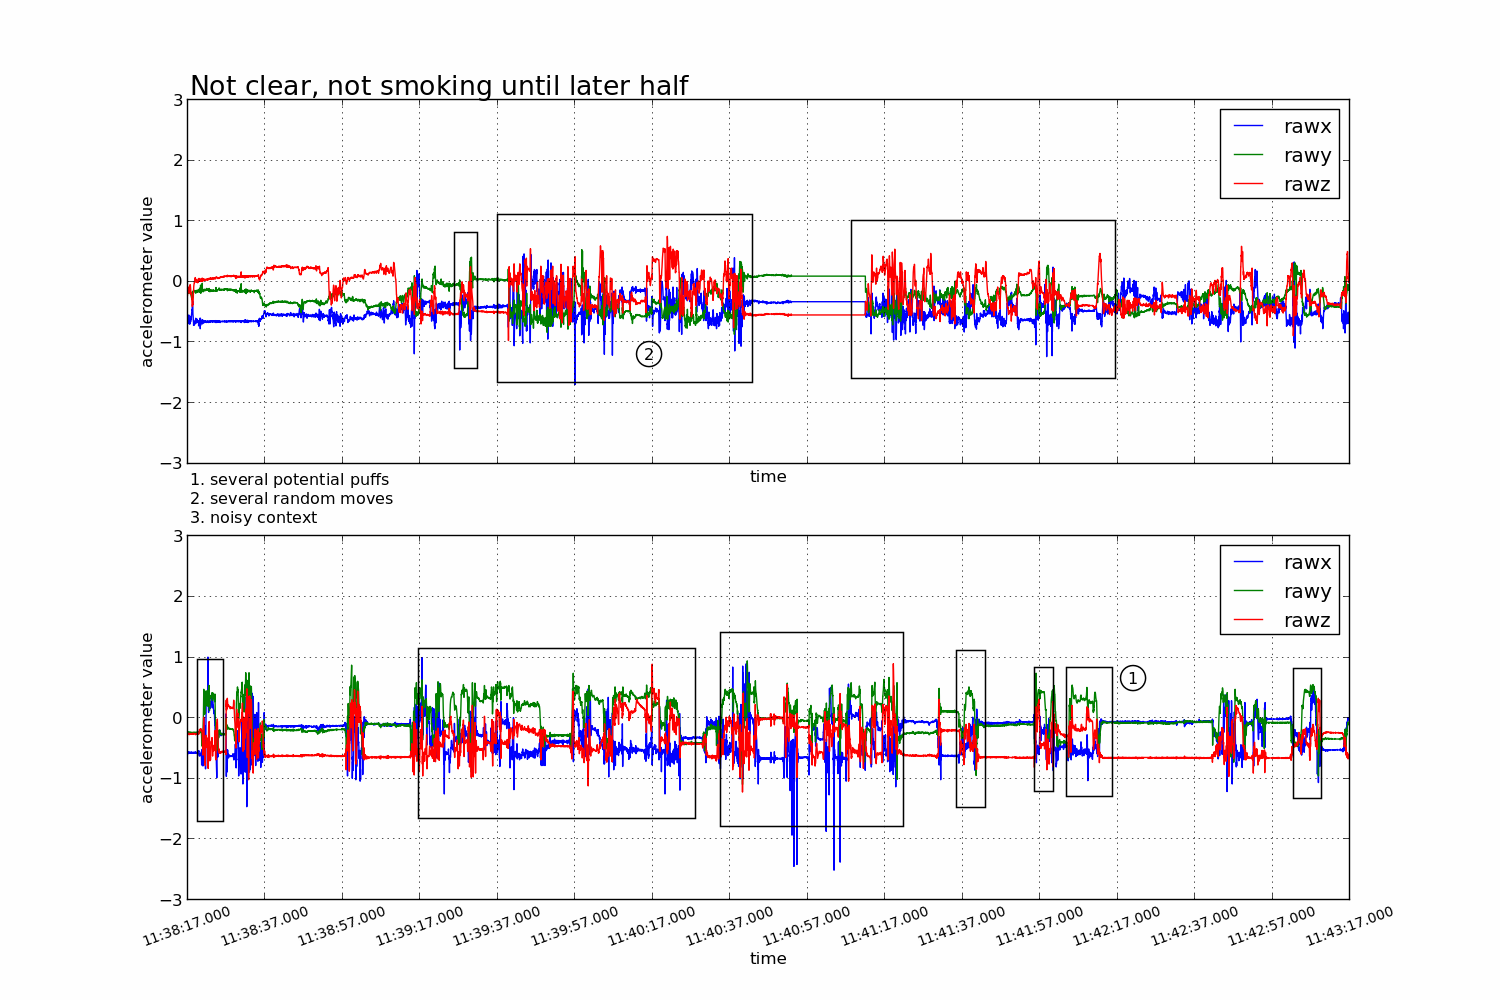 Not clear, not smoking until later half
3
2
1
0
−1
−2
−3
accelerometer value
rawx
rawy
rawz
2
time
1. several potential puffs
2. several random moves
3. noisy context
3
2
1
0
−1
−2
−3
accelerometer value
rawx
rawy
rawz
1
11:38:17.000
11:38:37.000
11:38:57.000
11:39:17.000
11:39:37.000
11:39:57.000
11:40:17.000
11:40:37.000
11:40:57.000
11:41:17.000
11:41:37.000
11:41:57.000
11:42:17.000
11:42:37.000
11:42:57.000
11:43:17.000
time